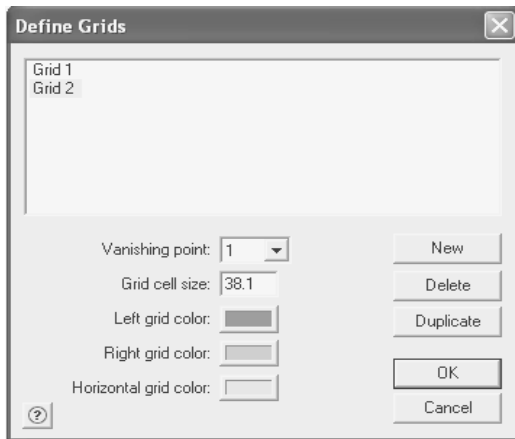 Define Grids
Grid 1
Grid 2
Vanishing point: 1
New
Grid cell size: 38.1
Delete
Left grid color:
Duplicate
Right grid color:
OK
Horizontal grid color:
Cancel
?